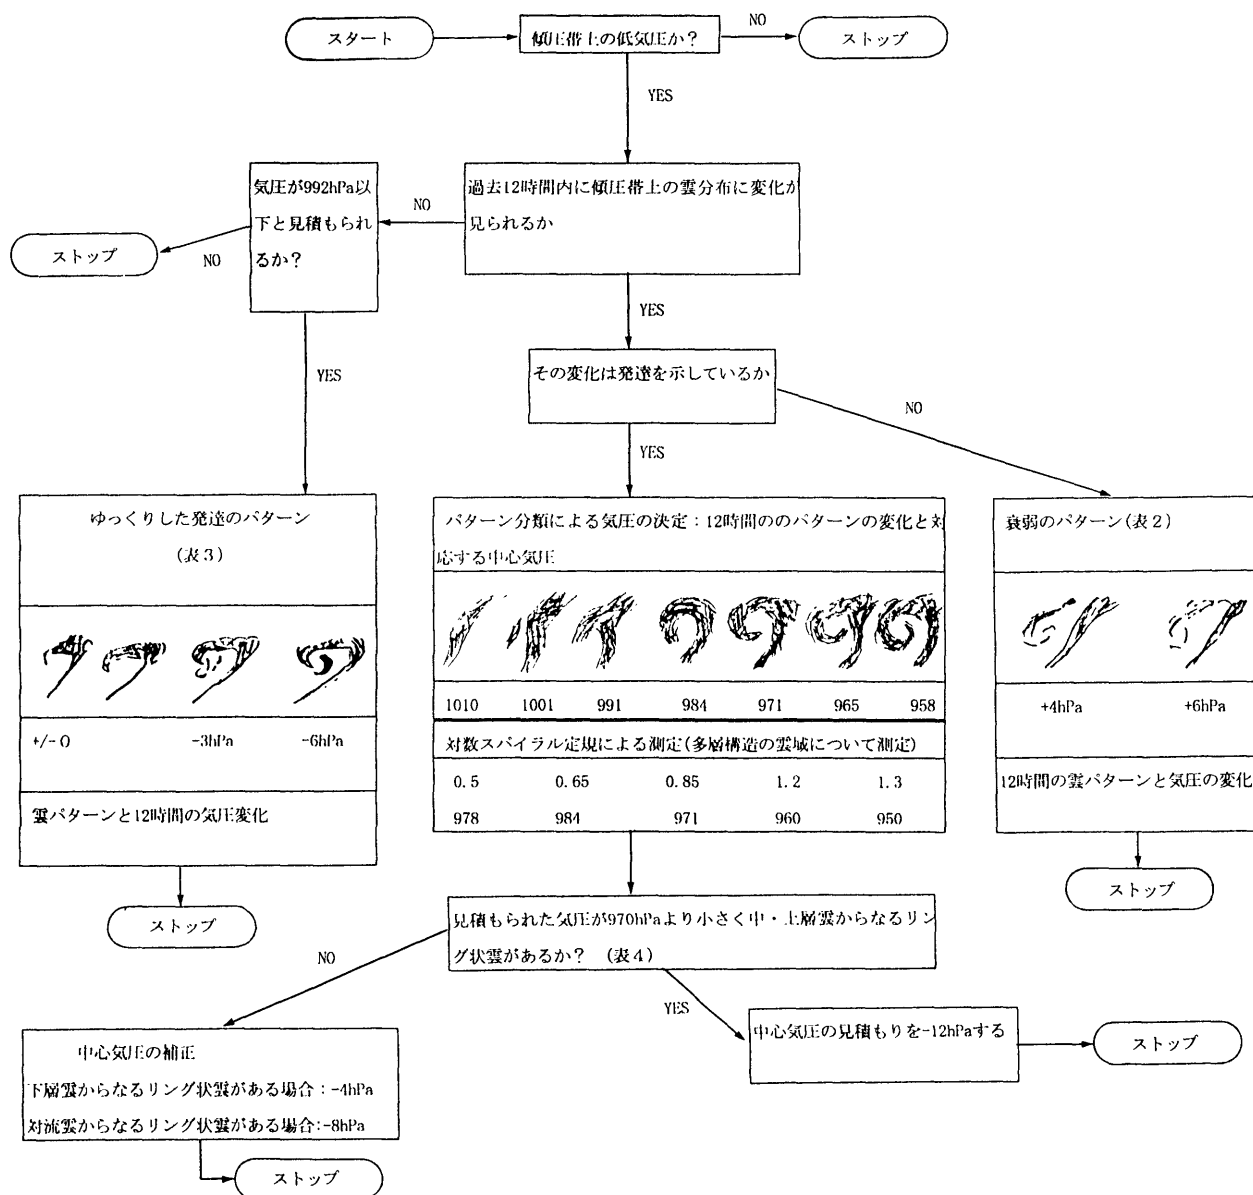 スタート
傾圧帯上の低気圧か？
NO
ストップ
YES
気圧が992hPa以
下と見積もられ
るか？
NO
過去12時間内に傾圧帯上の雲分布に変化が
見られるか
ストップ
NO
YES
その変化は発達を示しているか
YES
NO
YES
ゆっくりした発達のパターン
(表３)
+/- 0
-3hPa
-6hPa
雲パターンと12時間の気圧変化
ストップ
パターン分類による気圧の決定：12時間ののパターンの変化と対
応する中心気圧
1010 1001 991 984 971 965 958
対数スパイラル定規による測定(多層構造の雲域について測定)
0.5 0.65 0.85 1.2 1.3
978 984 971 960 950
衰弱のパターン(表２)
+4hPa +6hPa
12時間の雲パターンと気圧の変化
ストップ
見積もられた気圧が970hPaより小さく中・上層雲からなるリン
グ状雲があるか？ (表４)
NO
YES
中心気圧の見積もりを-12hPaする
ストップ
中心気圧の補正
下層雲からなるリング状雲がある場合：-4hPa
対流雲からなるリング状雲がある場合:-8hPa
ストップ